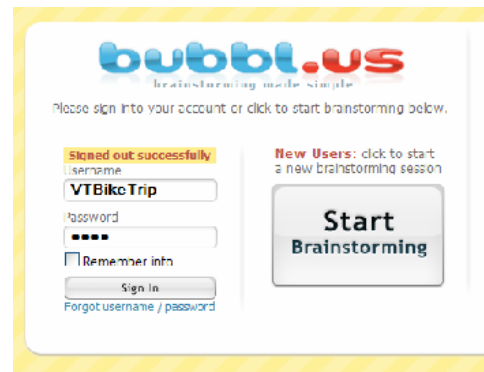 bubbl.us
brainstorming made simple
Please sign into your account or click to start brainstorming below.
Signed out successfully
Username
VTBikeTrip
Password
••••
Remember info
Sign In
Forgot username / password
New Users: click to start
a new brainstorming session
Start
Brainstorming